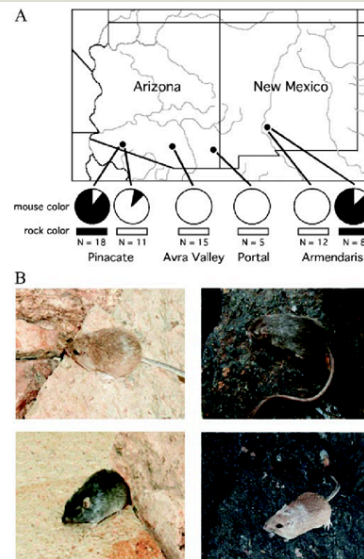 A
Arizona
New Mexico
mouse color
rock color
N = 18 N = 11 N = 15 N = 5 N = 12 N = 8
Pinacate Avra Valley Portal Armendaris
B